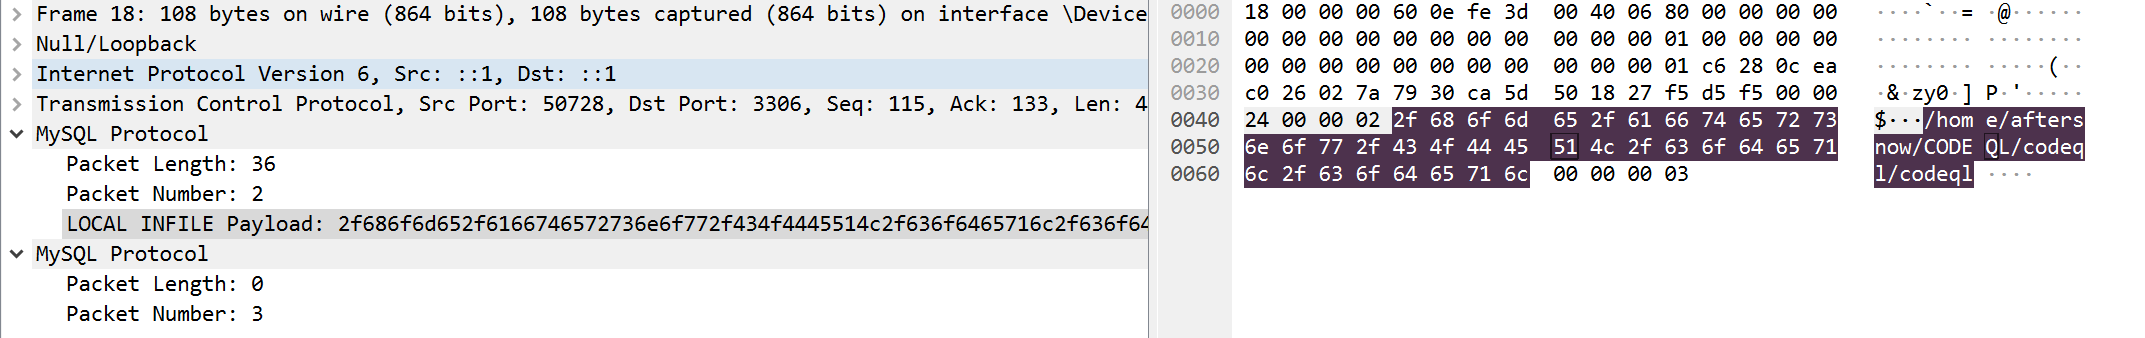 Frame 18: 108 bytes on wire (864 bits), 108 bytes captured (864 bits) on interface \Device
Null/Loopback
Internet Protocol Version 6, Src: ::1, Dst: ::1
Transmission Control Protocol, Src Port: 50728, Dst Port: 3306, Seq: 115, Ack: 133, Len: 4
MySQL Protocol
Packet Length: 36
Packet Number: 2
LOCAL INFILE Payload: 2f686f6d652f6166746572736e6f772f434f4445514c2f636f6465716c2f636f64
MySQL Protocol
Packet Length: 0
Packet Number: 3
0000 18 00 00 00 60 0e fe 3d 00 40 06 80 00 00 00 00 ····`··= ·@······
0010 00 00 00 00 00 00 00 00 00 00 00 01 00 00 00 00 ········ ········
0020 00 00 00 00 00 00 00 00 00 00 00 01 c6 28 0c ea ········ ·····(··
0030 c0 26 02 7a 79 30 ca 5d 50 18 27 f5 d5 f5 00 00 ·&·zy0·] P·'·····
0040 24 00 00 02 2f 68 6f 6d 65 2f 61 66 74 65 72 73 $···/hom e/afters
0050 6e 6f 77 2f 43 4f 44 45 51 4c 2f 63 6f 64 65 71 now/CODE QL/codeq
0060 6c 2f 63 6f 64 65 71 6c 00 00 00 03 l/codeql ····